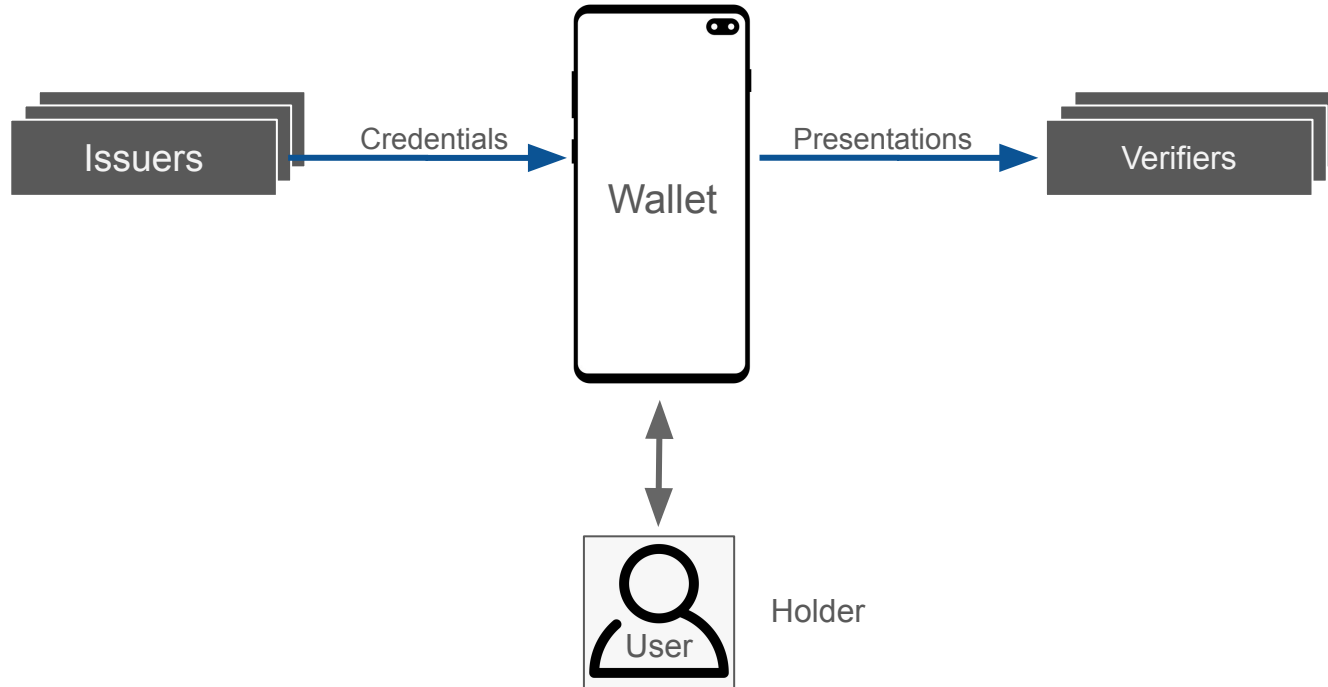 Issuers
Credentials
Wallet
Presentations
Verifiers
User
Holder